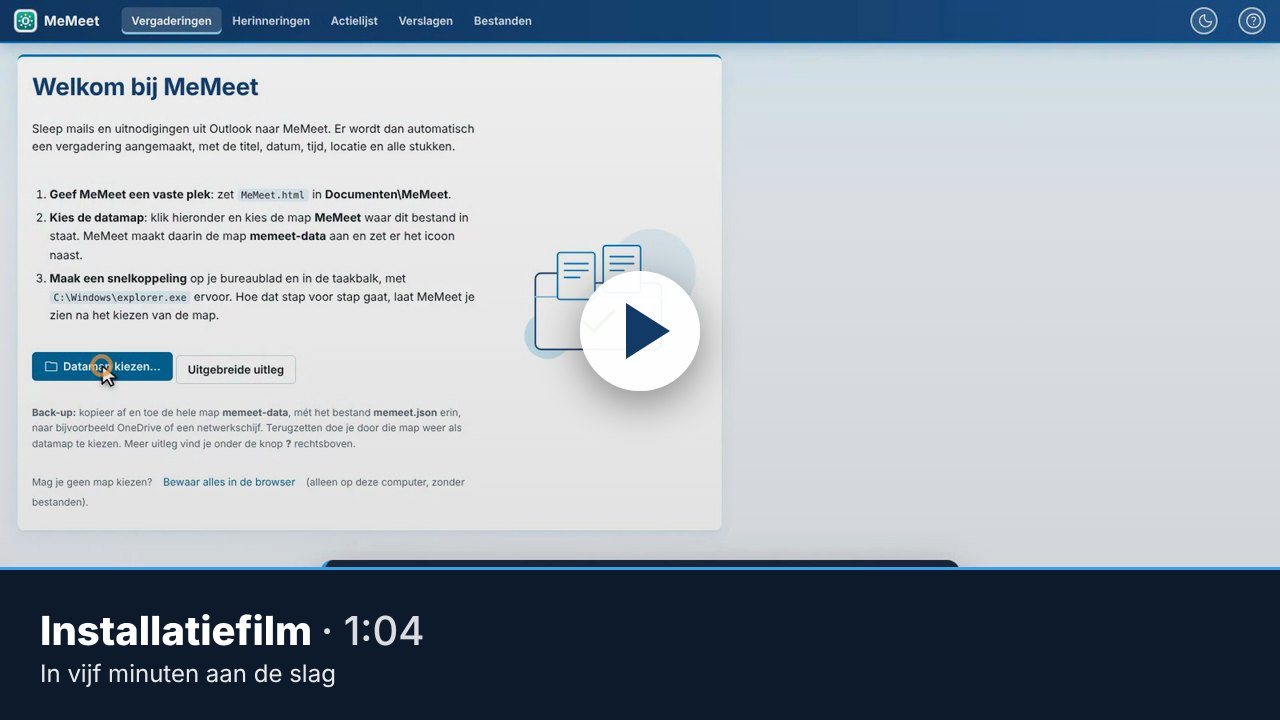 MeMeet
Vergaderingen
Herinneringen
Actielijst
Verslagen
Bestanden
?
Welkom bij MeMeet
Sleep mails en uitnodigingen uit Outlook naar MeMeet. Er wordt dan automatisch
een vergadering aangemaakt, met de titel, datum, tijd, locatie en alle stukken.
1. Geef MeMeet een vaste plek: zet MeMeet.html in Documenten\MeMeet.
2. Kies de datamap: klik hieronder en kies de map MeMeet waar dit bestand in
staat. MeMeet maakt daarin de map memeet-data aan en zet er het icoon
naast.
3. Maak een snelkoppeling op je bureaublad en in de taakbalk, met
C:\Windows\explorer.exe ervoor. Hoe dat stap voor stap gaat, laat MeMeet je
zien na het kiezen van de map.
Datamap kiezen...
Uitgebreide uitleg
Back-up: kopieer af en toe de hele map memeet-data, mét het bestand memeet.json erin,
naar bijvoorbeeld OneDrive of een netwerkschijf. Terugzetten doe je door die map weer als
datamap te kiezen. Meer uitleg vind je onder de knop ? rechtsboven.
Mag je geen map kiezen? Bewaar alles in de browser (alleen op deze computer, zonder
bestanden).
Installatiefilm · 1:04
In vijf minuten aan de slag